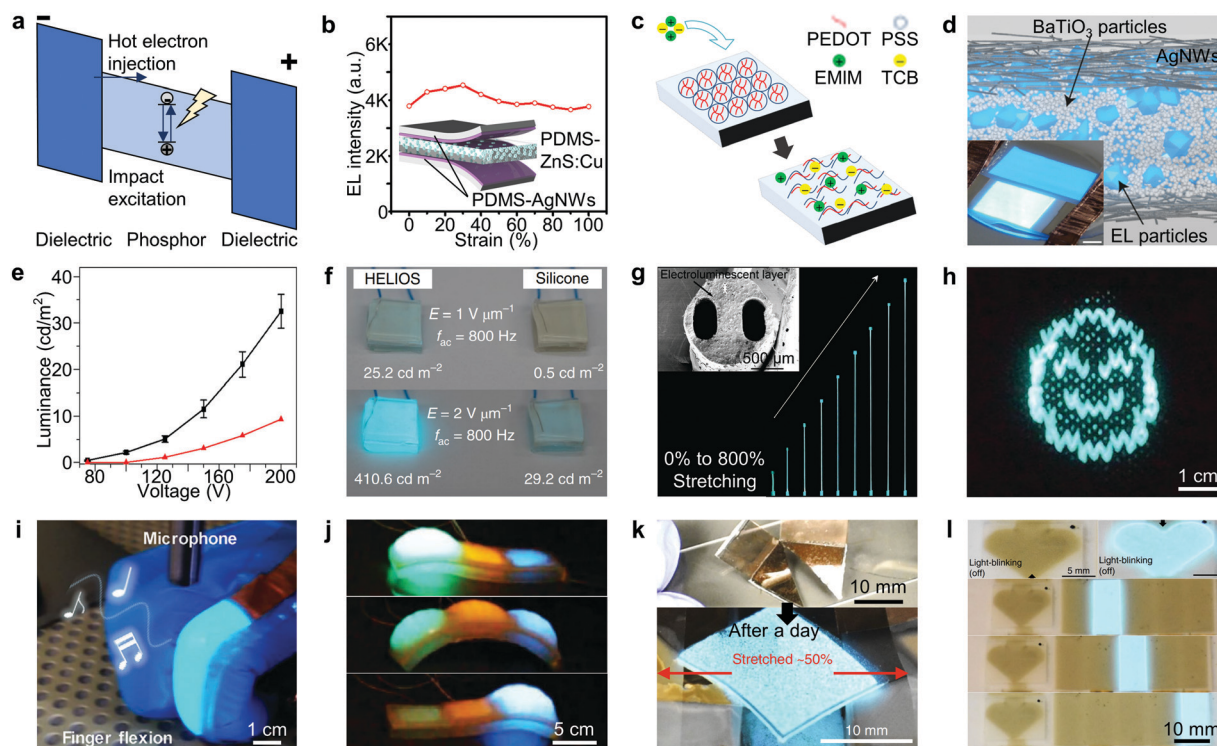 a
−
Hot electron
injection
+
−
+
Impact
excitation
Dielectric Phosphor Dielectric
b
EL intensity (a.u.)
6K
4K
2K
0
PDMS-
ZnS:Cu
PDMS-AgNWs
0 20 40 60 80 100
Strain (%)
c
PEDOT PSS
EMIM TCB
d
BaTiO3 particles
AgNWs
EL particles
e
Luminance (cd/m²)
40
30
20
10
0
80 120 160 200
Voltage (V)
f
HELIOS Silicone
E = 1 V μm⁻¹
fac = 800 Hz
25.2 cd m⁻² 0.5 cd m⁻²
E = 2 V μm⁻¹
fac = 800 Hz
410.6 cd m⁻² 29.2 cd m⁻²
g
Electroluminescent layer
500 μm
0% to 800%
Stretching
h
1 cm
i
Microphone
Finger flexion
1 cm
j
5 cm
k
10 mm
After a day
Stretched ~50%
10 mm
l
Light-blinking
(off)
5 mm
Light-blinking
(off)
10 mm